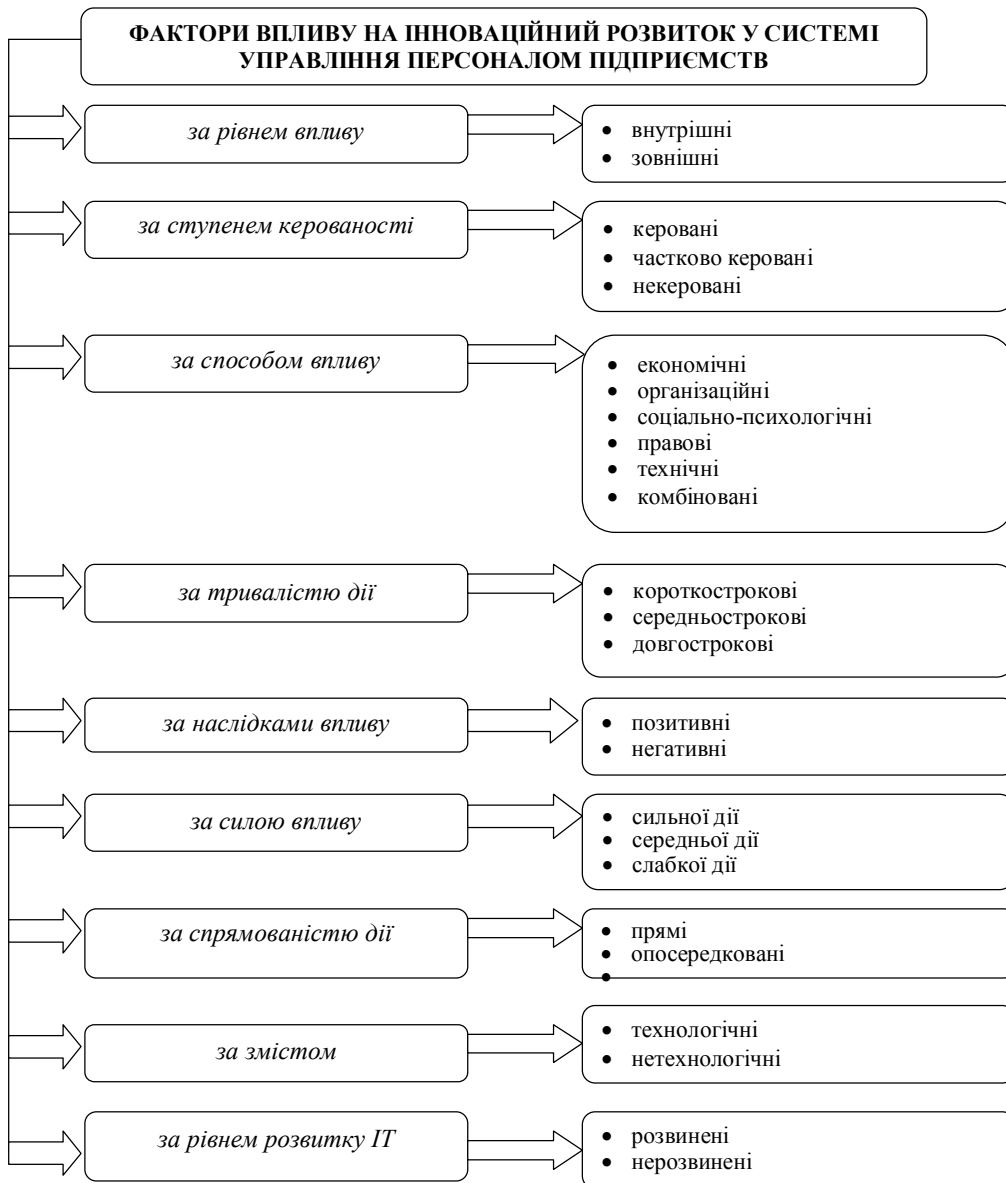 ФАКТОРИ ВПЛИВУ НА ІННОВАЦІЙНИЙ РОЗВИТОК У СИСТЕМІ
УПРАВЛІННЯ ПЕРСОНАЛОМ ПІДПРИЄМСТВ
за рівнем впливу
• внутрішні
• зовнішні
за ступенем керованості
• керовані
• частково керовані
• некеровані
за способом впливу
• економічні
• організаційні
• соціально-психологічні
• правові
• технічні
• комбіновані
за тривалістю дії
• короткострокові
• середньострокові
• довгострокові
за наслідками впливу
• позитивні
• негативні
за силою впливу
• сильної дії
• середньої дії
• слабкої дії
за спрямованістю дії
• прямі
• опосередковані
•
за змістом
• технологічні
• нетехнологічні
за рівнем розвитку ІТ
• розвинені
• нерозвинені